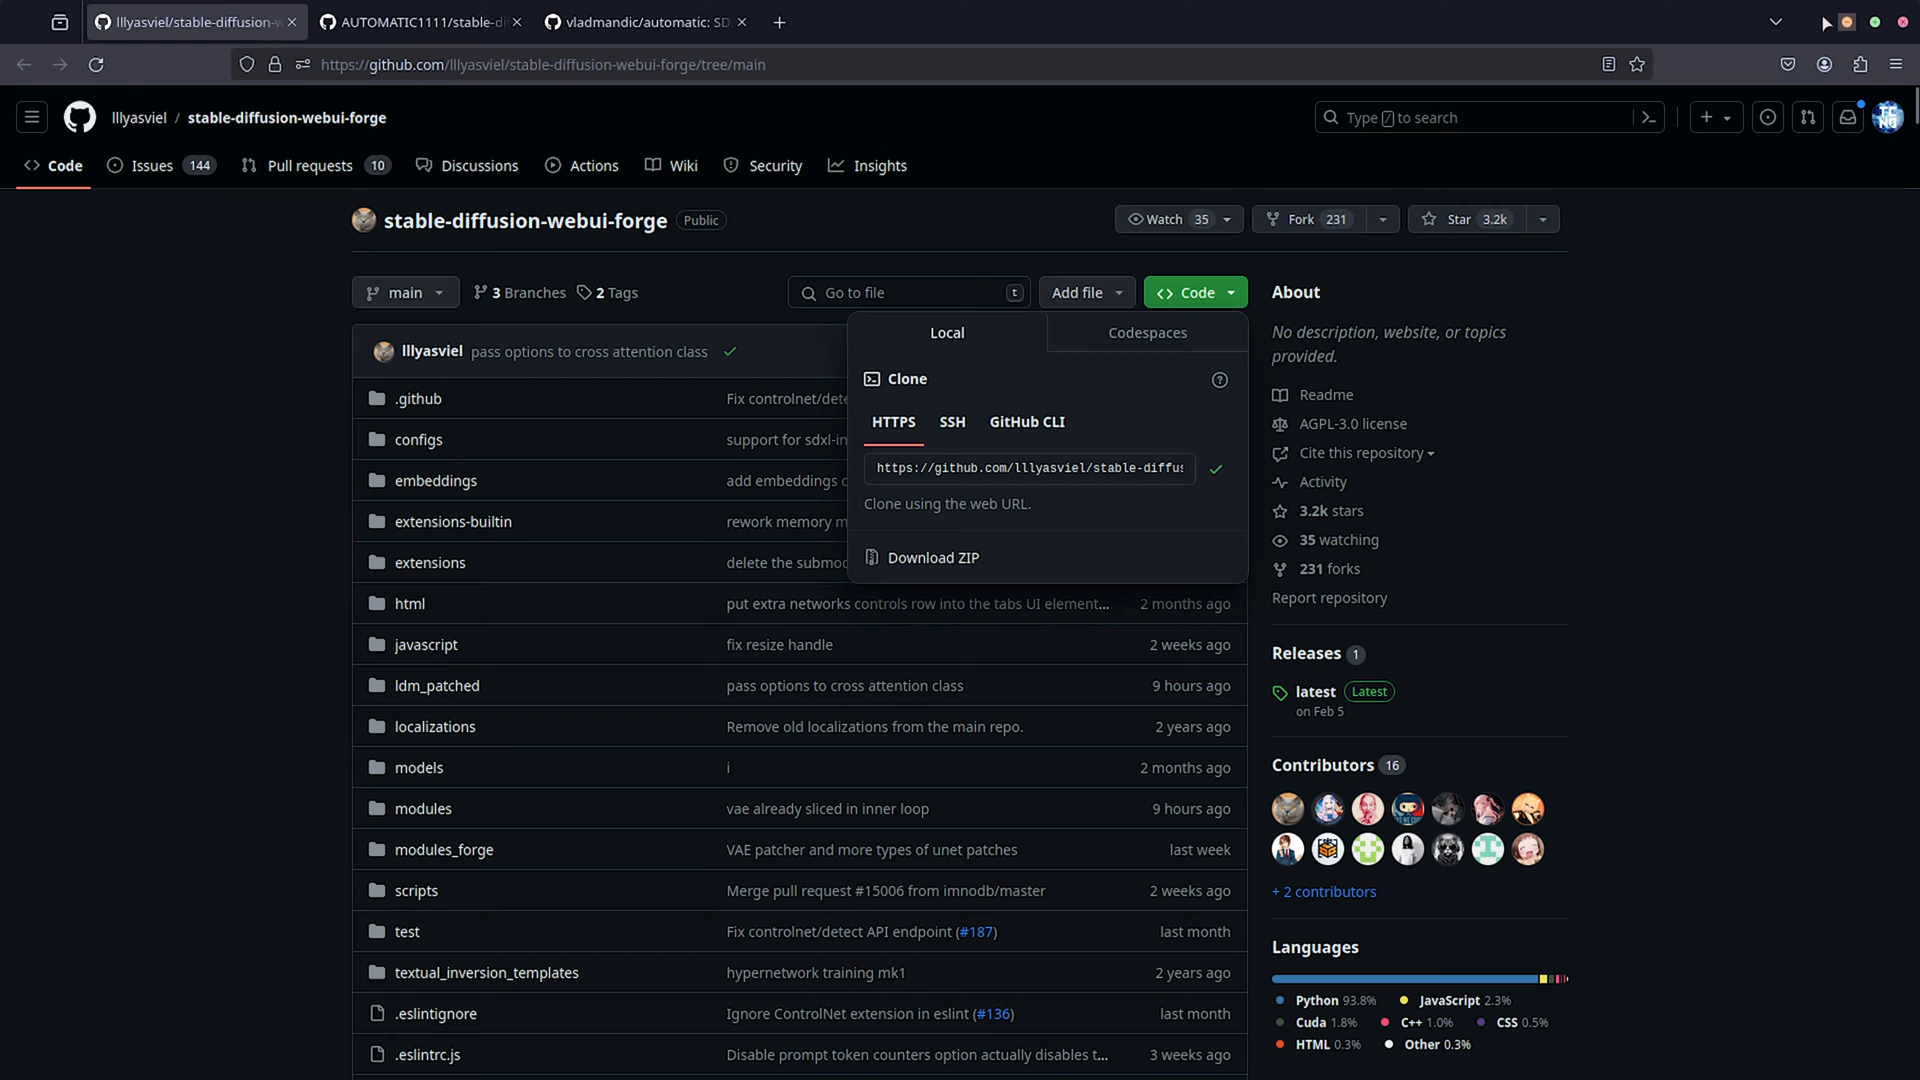 lllyasviel/stable-diffusion-w
AUTOMATIC1111/stable-di
vladmandic/automatic: SD
https://github.com/lllyasviel/stable-diffusion-webui-forge/tree/main
lllyasviel / stable-diffusion-webui-forge
Type / to search
Code
Issues 144
Pull requests 10
Discussions
Actions
Wiki
Security
Insights
stable-diffusion-webui-forge Public
Watch 35
Fork 231
Star 3.2k
main
3 Branches
2 Tags
Go to file t
Add file
Code
Local
Codespaces
Clone
HTTPS SSH GitHub CLI
https://github.com/lllyasviel/stable-diffus
Clone using the web URL.
Download ZIP
lllyasviel pass options to cross attention class
.github Fix controlnet/dete
configs support for sdxl-in
embeddings add embeddings
extensions-builtin rework memory m
extensions delete the submo
html put extra networks controls row into the tabs UI element... 2 months ago
javascript fix resize handle 2 weeks ago
ldm_patched pass options to cross attention class 9 hours ago
localizations Remove old localizations from the main repo. 2 years ago
models i 2 months ago
modules vae already sliced in inner loop 9 hours ago
modules_forge VAE patcher and more types of unet patches last week
scripts Merge pull request #15006 from imnodb/master 2 weeks ago
test Fix controlnet/detect API endpoint (#187) last month
textual_inversion_templates hypernetwork training mk1 2 years ago
.eslintignore Ignore ControlNet extension in eslint (#136) last month
.eslintrc.js Disable prompt token counters option actually disables t... 3 weeks ago
About
No description, website, or topics
provided.
Readme
AGPL-3.0 license
Cite this repository
Activity
3.2k stars
35 watching
231 forks
Report repository
Releases 1
latest Latest
on Feb 5
Contributors 16
+ 2 contributors
Languages
Python 93.8% JavaScript 2.3%
Cuda 1.8% C++ 1.0% CSS 0.5%
HTML 0.3% Other 0.3%